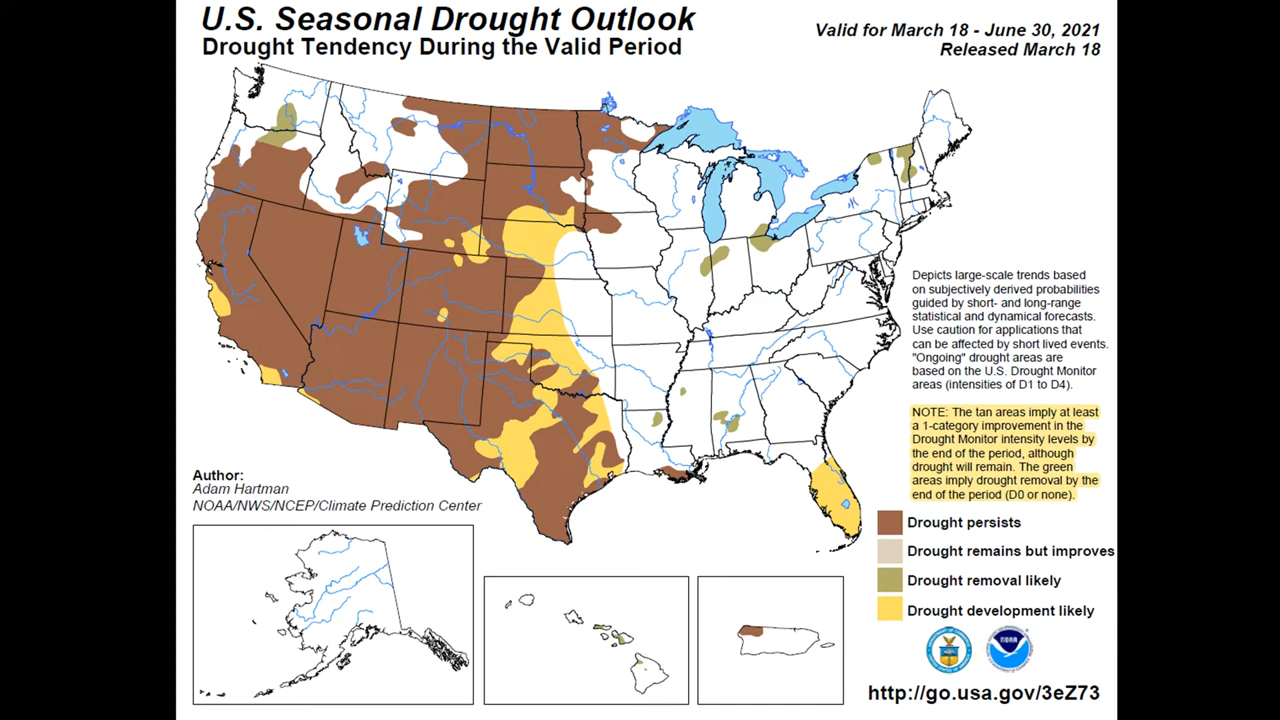 U.S. Seasonal Drought Outlook
Drought Tendency During the Valid Period
Valid for March 18 - June 30, 2021
Released March 18
Depicts large-scale trends based
on subjectively derived probabilities
guided by short- and long-range
statistical and dynamical forecasts.
Use caution for applications that
can be affected by short lived events.
"Ongoing" drought areas are
based on the U.S. Drought Monitor
areas (intensities of D1 to D4).
NOTE: The tan areas imply at least
a 1-category improvement in the
Drought Monitor intensity levels by
the end of the period, although
drought will remain. The green
areas imply drought removal by the
end of the period (D0 or none).
Author:
Adam Hartman
NOAA/NWS/NCEP/Climate Prediction Center
Drought persists
Drought remains but improves
Drought removal likely
Drought development likely
NOAA
http://go.usa.gov/3eZ73